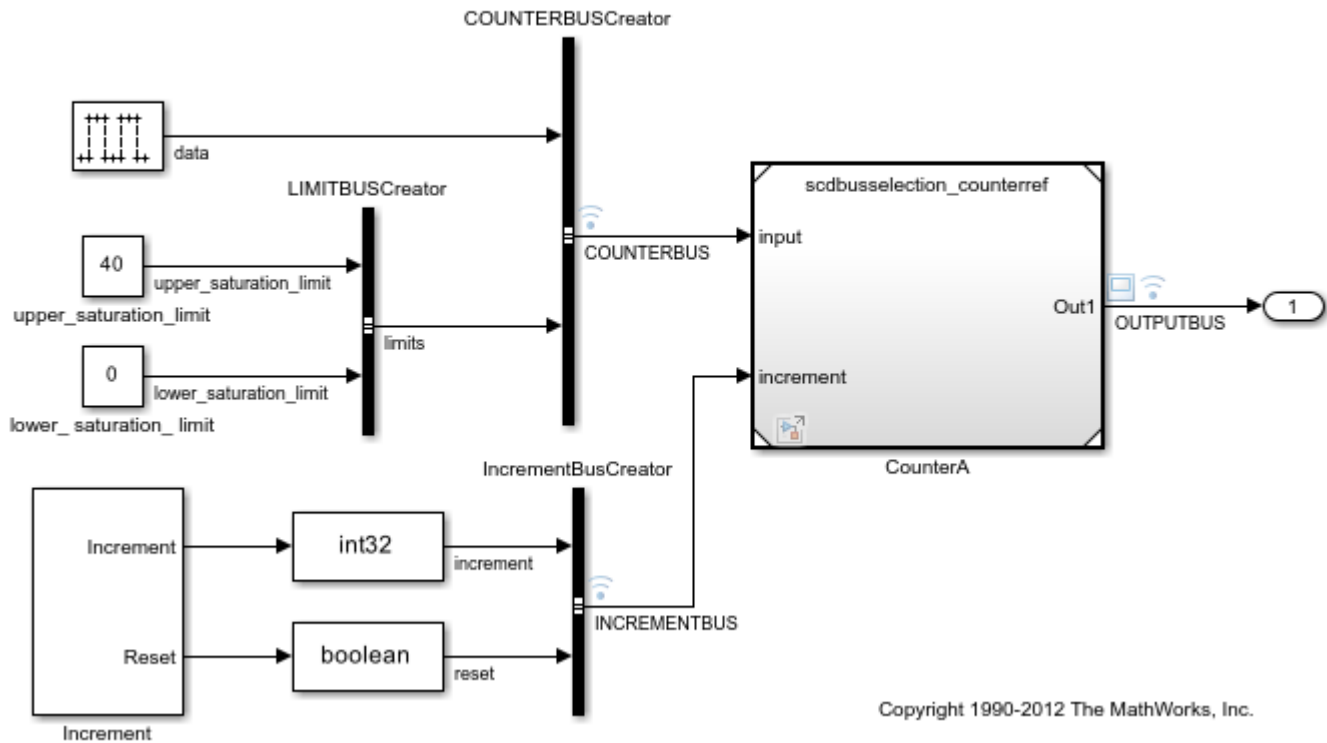 COUNTERBUSCreator
data
LIMITBUSCreator
scdbusselection_counterref
40
upper_saturation_limit
upper_saturation_limit
COUNTERBUS
input
limits
Out1
OUTPUTBUS
1
0
lower_saturation_limit
lower_ saturation_ limit
increment
CounterA
IncrementBusCreator
Increment
int32
increment
INCREMENTBUS
Reset
boolean
reset
Increment
Copyright 1990-2012 The MathWorks, Inc.